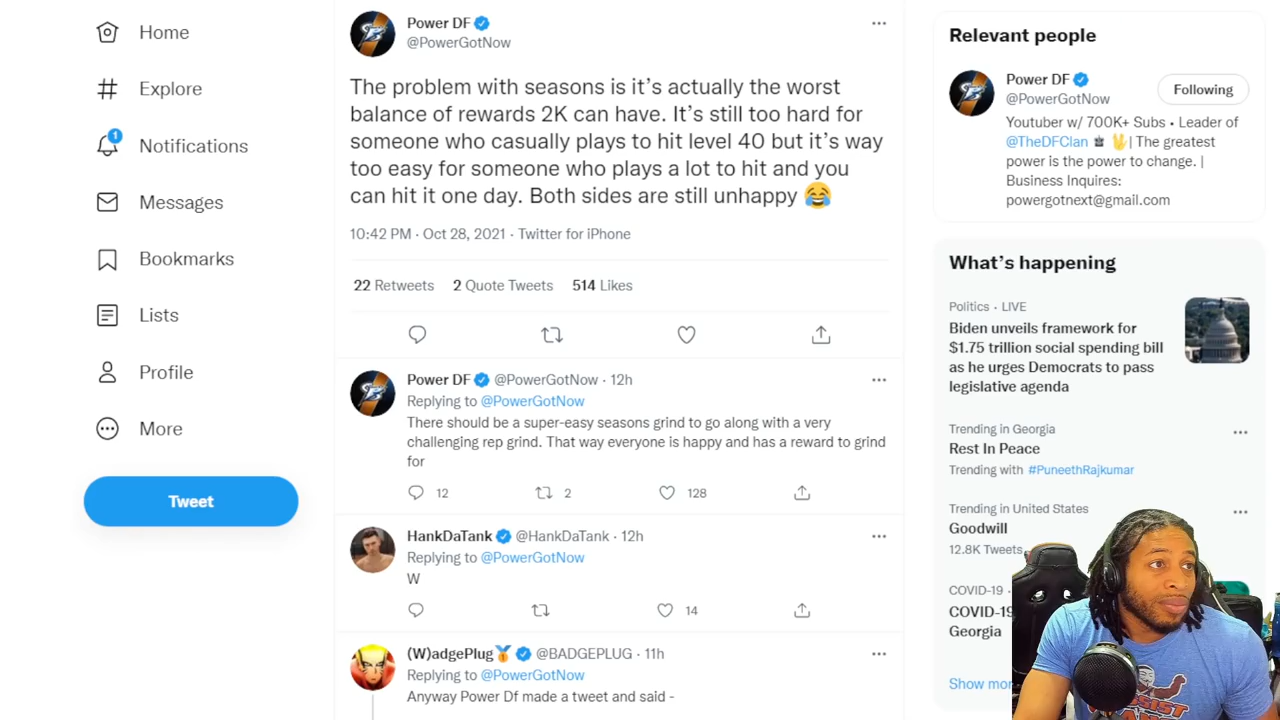 Home
Explore
1
Notifications
Messages
Bookmarks
Lists
Profile
More
Tweet
Power DF
@PowerGotNow
The problem with seasons is it's actually the worst
balance of rewards 2K can have. It's still too hard for
someone who casually plays to hit level 40 but it's way
too easy for someone who plays a lot to hit and you
can hit it one day. Both sides are still unhappy 😂
10:42 PM · Oct 28, 2021 · Twitter for iPhone
22 Retweets 2 Quote Tweets 514 Likes
Power DF @PowerGotNow · 12h
Replying to @PowerGotNow
There should be a super-easy seasons grind to go along with a very
challenging rep grind. That way everyone is happy and has a reward to grind
for
12 2 128
HankDaTank @HankDaTank · 12h
Replying to @PowerGotNow
W
14
(W)adgePlug🏅 @BADGEPLUG · 11h
Replying to @PowerGotNow
Anyway Power Df made a tweet and said -
Relevant people
Power DF
@PowerGotNow
Following
Youtuber w/ 700K+ Subs • Leader of
@TheDFClan | The greatest
power is the power to change. |
Business Inquires:
powergotnext@gmail.com
What's happening
Politics · LIVE
Biden unveils framework for
$1.75 trillion social spending bill
as he urges Democrats to pass
legislative agenda
Trending in Georgia
Rest In Peace
Trending with #PuneethRajkumar
Trending in United States
Goodwill
12.8K Tweets
COVID-19 ·
COVID-19
Georgia
Show